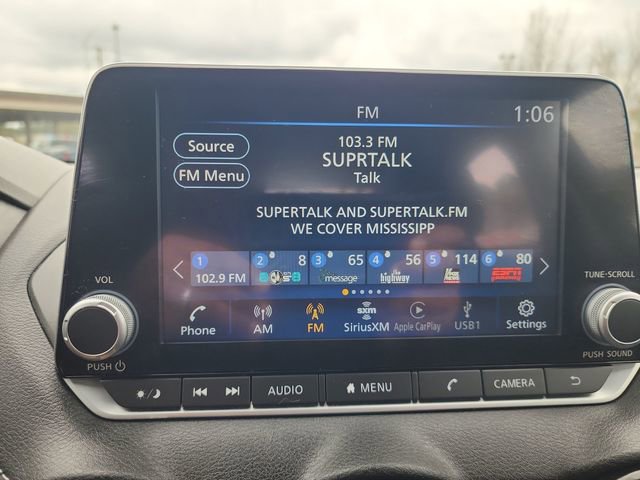 FM
1:06
Source
FM Menu
103.3 FM
SUPRTALK
Talk
SUPERTALK AND SUPERTALK.FM
WE COVER MISSISSIPP
1 2 8 3 65 4 56 5 114 6 80
102.9 FM message the highway ESPN
Phone AM FM sxm SiriusXM Apple CarPlay USB1 Settings
VOL
PUSH
TUNE-SCROLL
PUSH SOUND
AUDIO MENU CAMERA